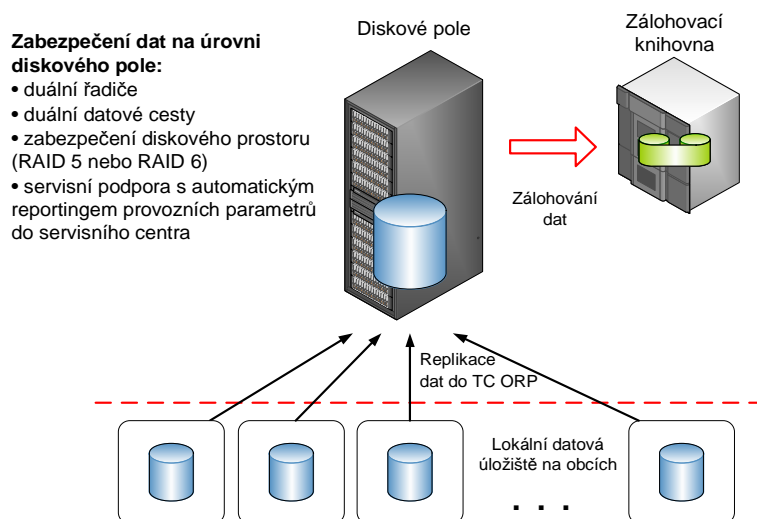 Zabezpečení dat na úrovni
diskového pole:
• duální řadiče
• duální datové cesty
• zabezpečení diskového prostoru
(RAID 5 nebo RAID 6)
• servisní podpora s automatickým
reportingem provozních parametrů
do servisního centra
Diskové pole
Zálohovací
knihovna
Zálohování
dat
Replikace
dat do TC ORP
Lokální datová
úložiště na obcích
. . .